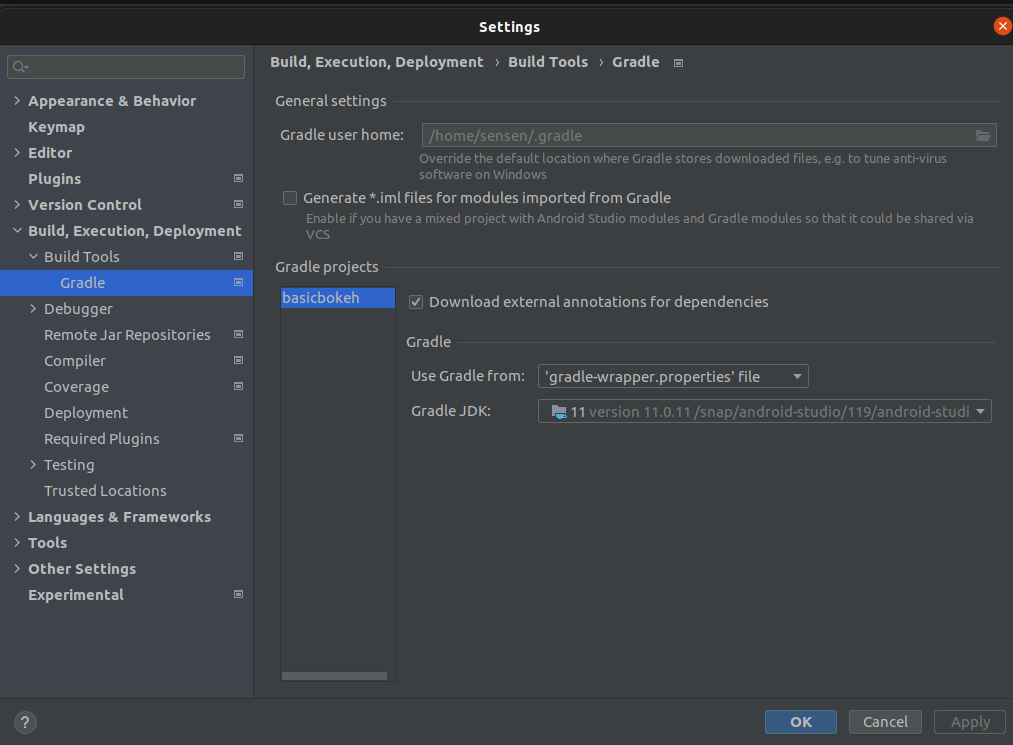 Settings
Build, Execution, Deployment › Build Tools › Gradle
Appearance & Behavior
Keymap
Editor
Plugins
Version Control
Build, Execution, Deployment
Build Tools
Gradle
Debugger
Remote Jar Repositories
Compiler
Coverage
Deployment
Required Plugins
Testing
Trusted Locations
Languages & Frameworks
Tools
Other Settings
Experimental
General settings
Gradle user home: /home/sensen/.gradle
Override the default location where Gradle stores downloaded files, e.g. to tune anti-virus
software on Windows
Generate *.iml files for modules imported from Gradle
Enable if you have a mixed project with Android Studio modules and Gradle modules so that it could be shared via
VCS
Gradle projects
basicbokeh
Download external annotations for dependencies
Gradle
Use Gradle from: 'gradle-wrapper.properties' file
Gradle JDK: 11 version 11.0.11 /snap/android-studio/119/android-studi
?
OK
Cancel
Apply